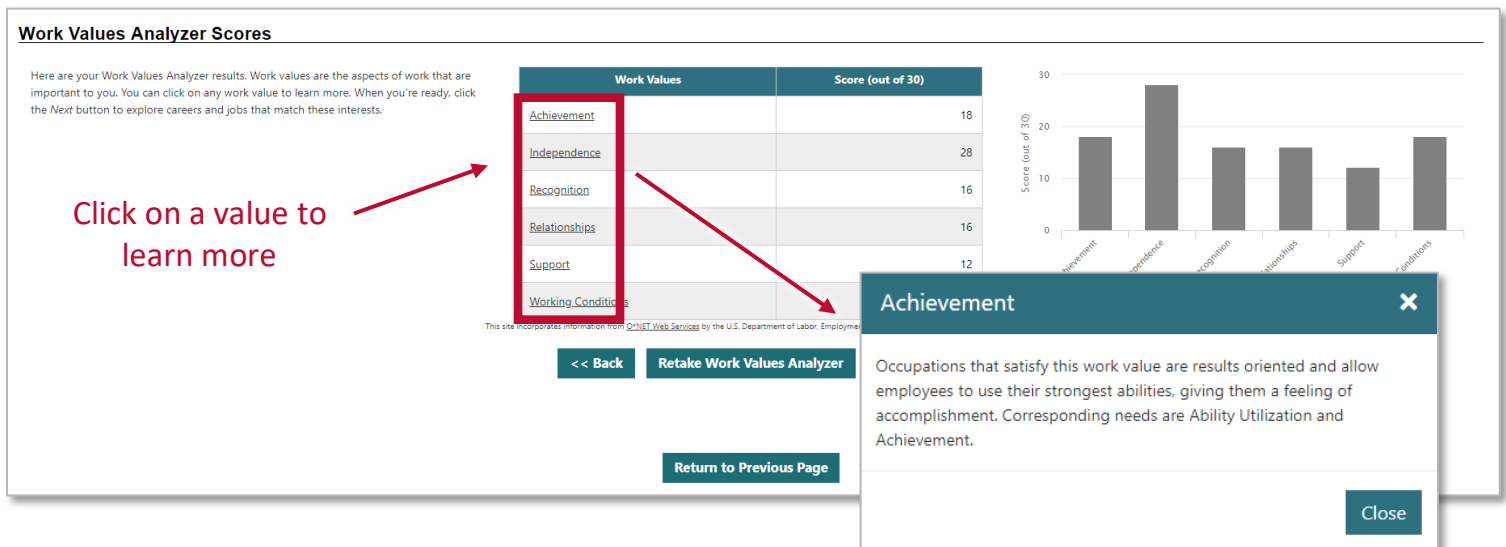 Work Values Analyzer Scores
Here are your Work Values Analyzer results. Work values are the aspects of work that are
important to you. You can click on any work value to learn more. When you're ready, click
the Next button to explore careers and jobs that match these interests.
Click on a value to
learn more
Work Values Score (out of 30)
Achievement 18
Independence 28
Recognition 16
Relationships 16
Support 12
Working Conditions
This site incorporates information from O*NET Web Services by the U.S. Department of Labor,
<< Back
Retake Work Values Analyzer
Return to Previous Page
Score (out of 30)
30
20
10
0
Support
Achievement
Occupations that satisfy this work value are results oriented and allow
employees to use their strongest abilities, giving them a feeling of
accomplishment. Corresponding needs are Ability Utilization and
Achievement.
Close